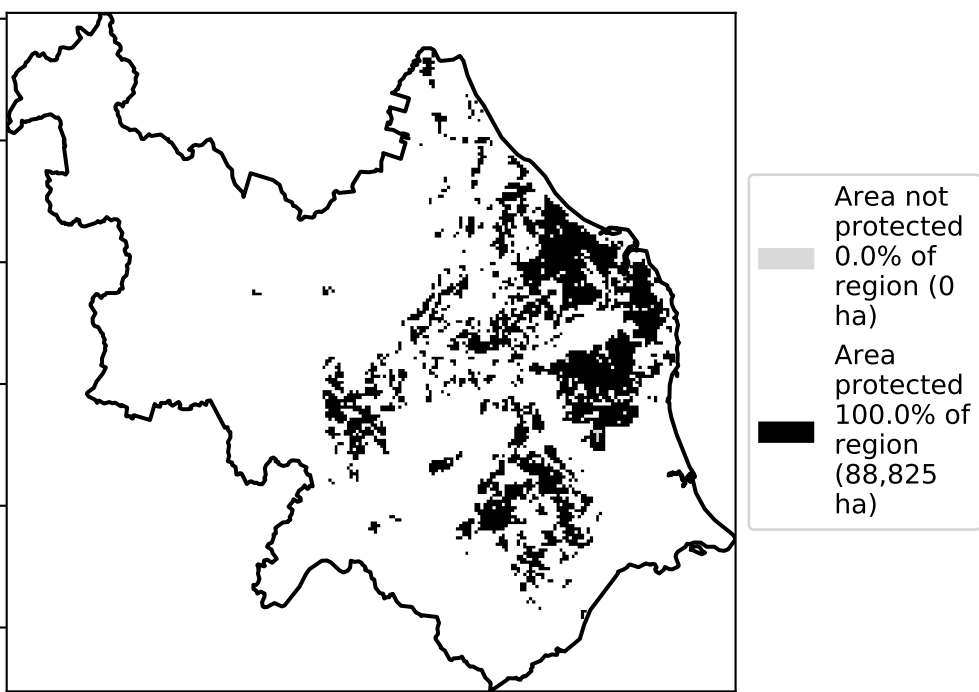 Area not
protected
0.0% of
region (0
ha)
Area
protected
100.0% of
region
(88,825
ha)